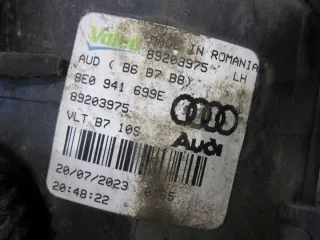 Valeo IN ROMANIA
89203975 LH
AUD ( B6 B7 B8)
8E0 941 699E
89203975
VLT B7 10S
Audi
20/07/2023
20:48:22